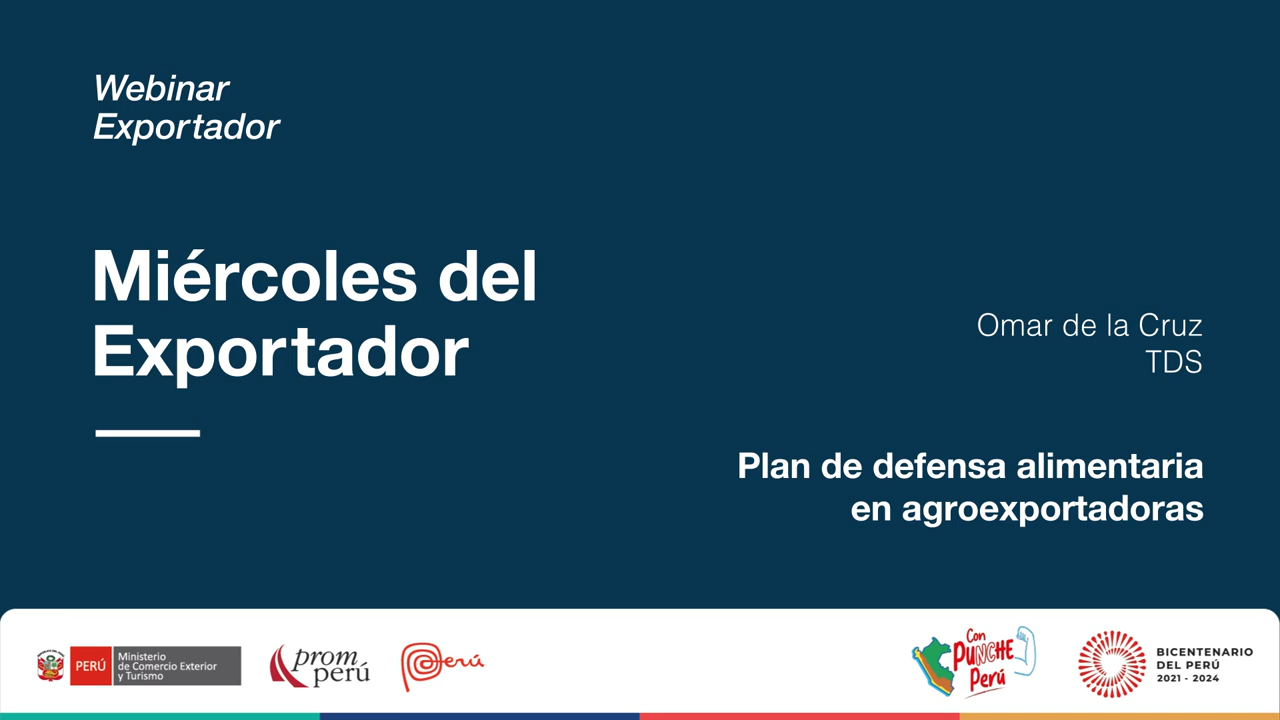 Webinar
Exportador
Miércoles del
Exportador
Omar de la Cruz
TDS
Plan de defensa alimentaria
en agroexportadoras
PERÚ
Ministerio
de Comercio Exterior
y Turismo
prom
perú
Perú
Con
PUNCHE
Perú
BICENTENARIO
DEL PERÚ
2021 - 2024